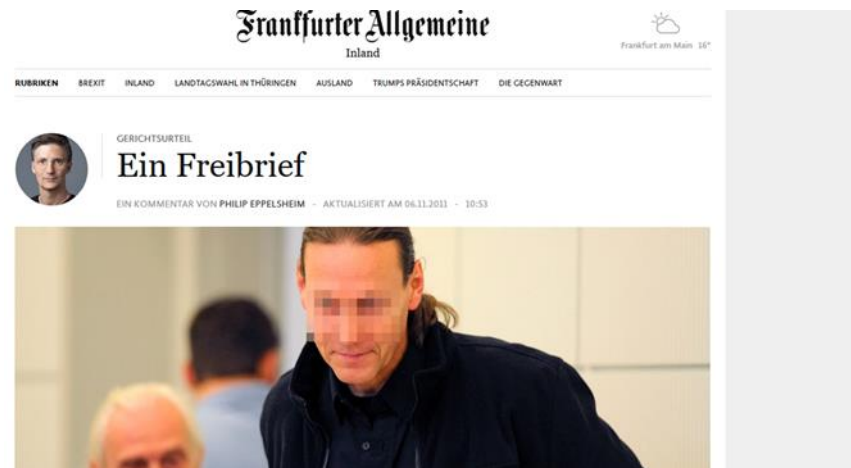 Frankfurter Allgemeine
Inland
Frankfurt am Main 16°
RUBRIKEN BREXIT INLAND LANDTAGSWAHL IN THÜRINGEN AUSLAND TRUMPS PRÄSIDENTSCHAFT DIE GEGENWART
GERICHTSURTEIL
Ein Freibrief
EIN KOMMENTAR VON PHILIP EPPELSHEIM - AKTUALISIERT AM 06.11.2011 - 10:53